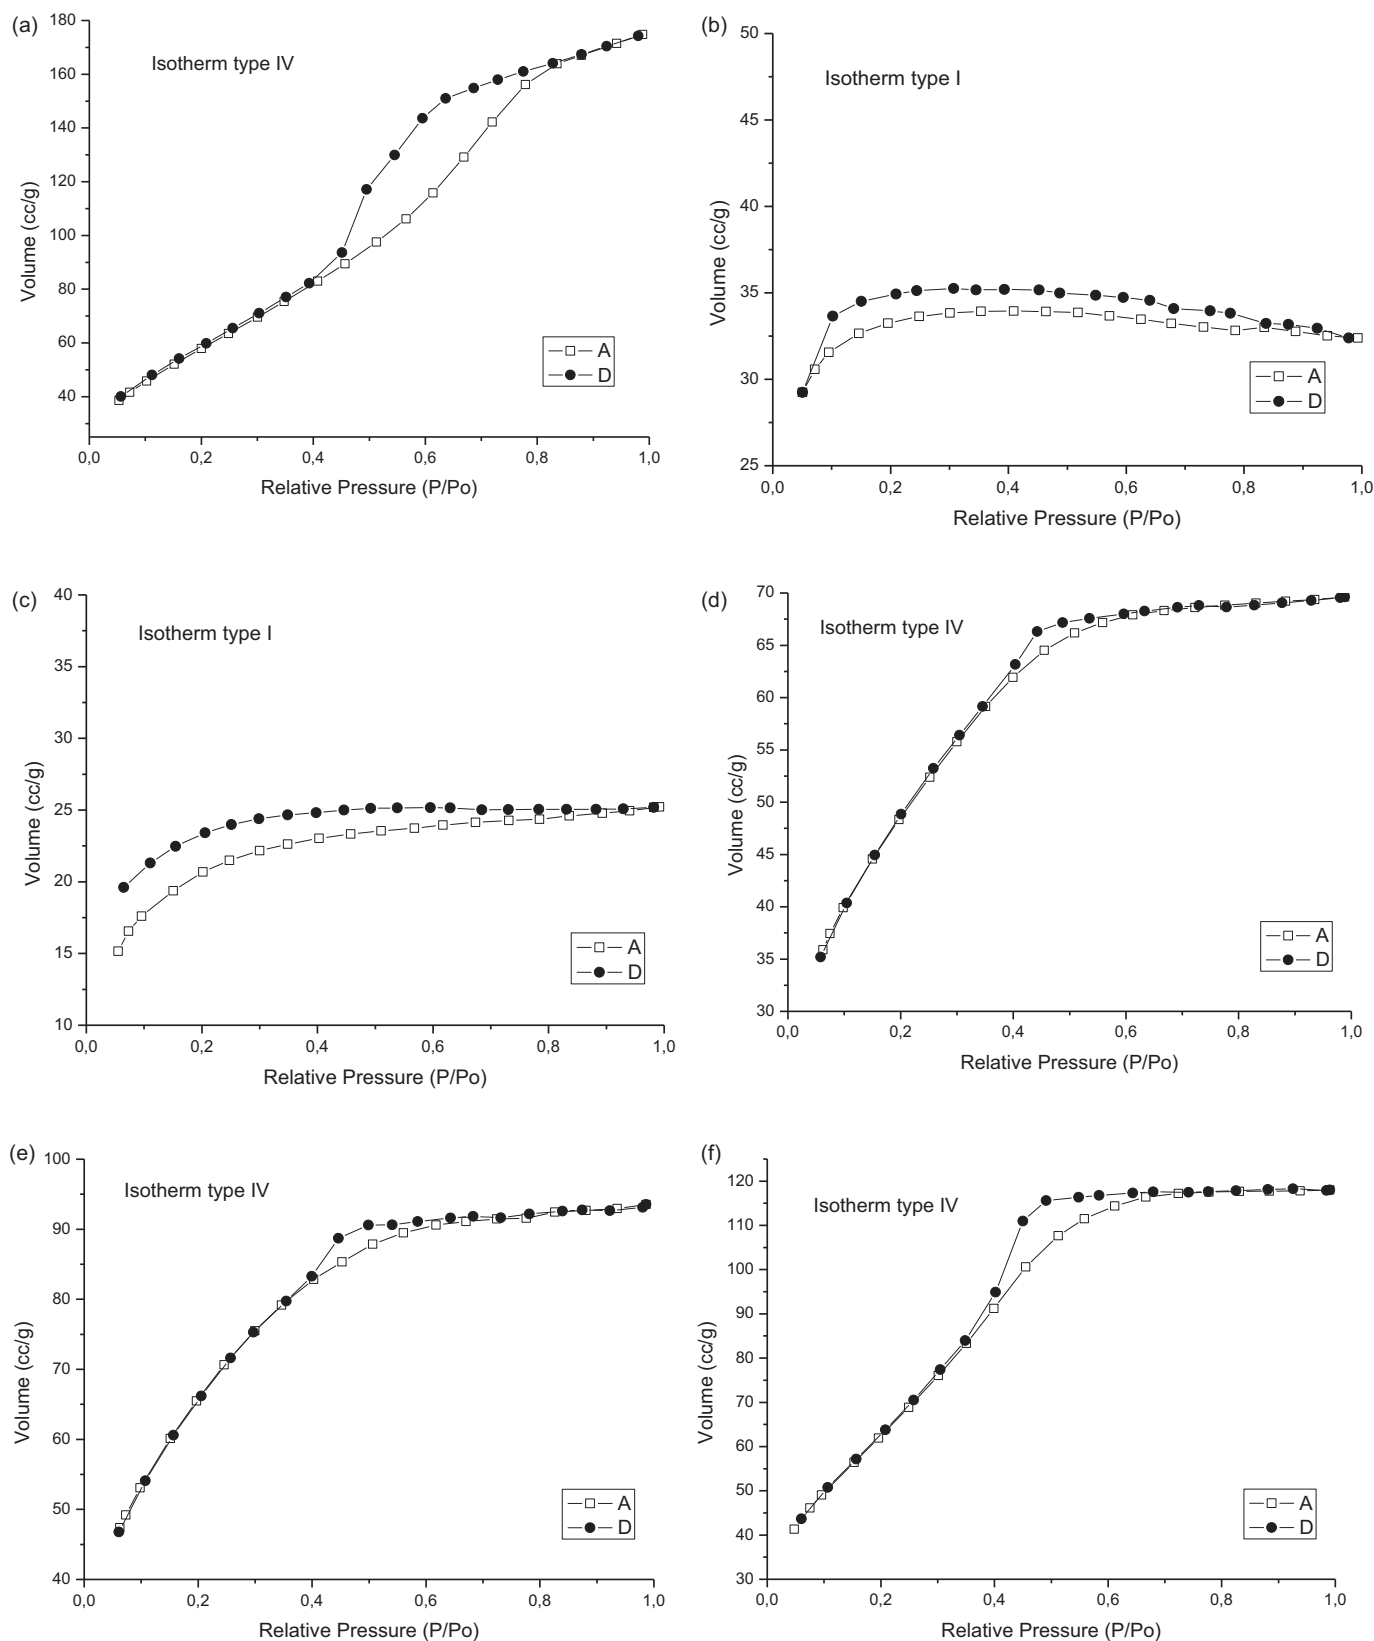 (a)
180
160
140
120
100
80
60
40
Volume (cc/g)
Isotherm type IV
A
D
0,0 0,2 0,4 0,6 0,8 1,0
Relative Pressure (P/Po)
(b)
50
45
40
35
30
25
Volume (cc/g)
Isotherm type I
A
D
0,0 0,2 0,4 0,6 0,8 1,0
Relative Pressure (P/Po)
(c)
40
35
30
25
20
15
10
Volume (cc/g)
Isotherm type I
A
D
0,0 0,2 0,4 0,6 0,8 1,0
Relative Pressure (P/Po)
(d)
70
65
60
55
50
45
40
35
30
Volume (cc/g)
Isotherm type IV
A
D
0,0 0,2 0,4 0,6 0,8 1,0
Relative Pressure (P/Po)
(e)
100
90
80
70
60
50
40
Volume (cc/g)
Isotherm type IV
A
D
0,0 0,2 0,4 0,6 0,8 1,0
Relative Pressure (P/Po)
(f)
120
110
100
90
80
70
60
50
40
30
Volume (cc/g)
Isotherm type IV
A
D
0,0 0,2 0,4 0,6 0,8 1,0
Relative Pressure (P/Po)